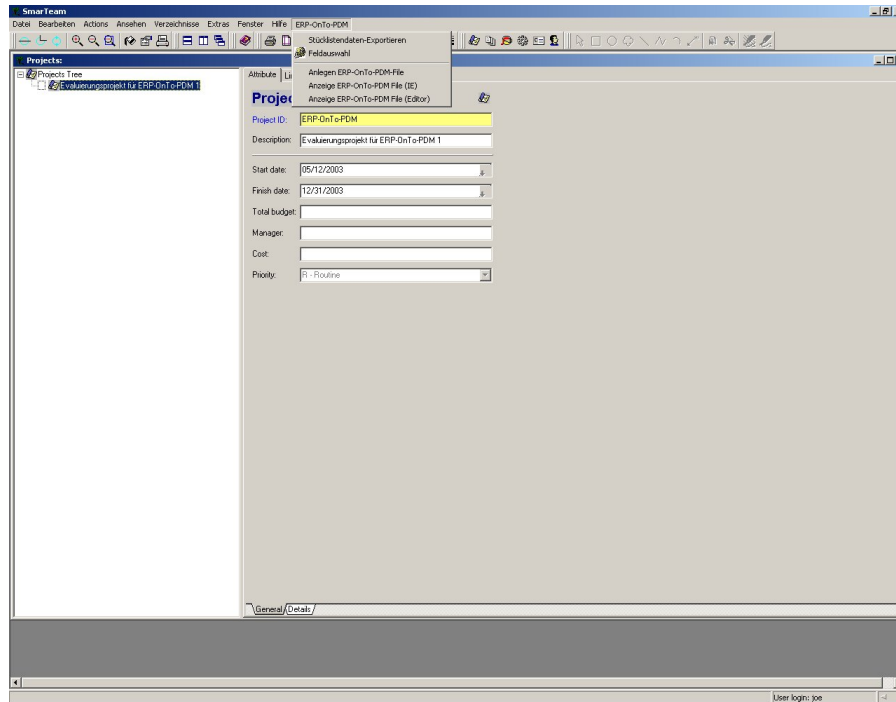 SmarTeam
Datei Bearbeiten Actions Ansehen Verzeichnisse Extras Fenster Hilfe ERP-OnTo-PDM
Stücklistendaten-Exportieren
Feldauswahl
Anlegen ERP-OnTo-PDM-File
Anzeige ERP-OnTo-PDM File (IE)
Anzeige ERP-OnTo-PDM File (Editor)
Projects:
Projects Tree
Evaluierungsprojekt für ERP-OnTo-PDM 1
Attribute Li
Projec
Project ID: ERP-OnTo-PDM
Description: Evaluierungsprojekt für ERP-OnTo-PDM 1
Start date: 05/12/2003
Finish date: 12/31/2003
Total budget:
Manager:
Cost:
Priority: R - Routine
General Details
User login: joe